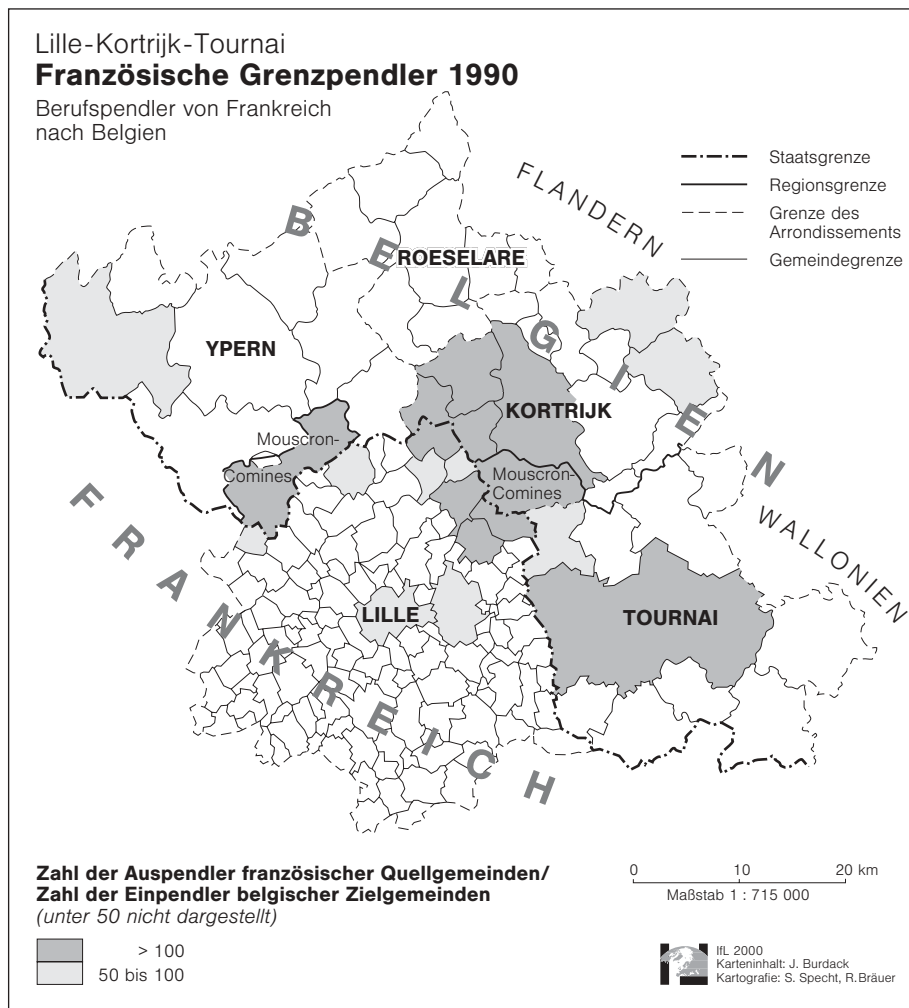 Lille-Kortrijk-Tournai
Französische Grenzpendler 1990
Berufspendler von Frankreich
nach Belgien
Staatsgrenze
Regionsgrenze
Grenze des
Arrondissements
Gemeindegrenze
FLANDERN
BELGIEN
ROESELARE
YPERN
KORTRIJK
Mouscron-
Comines
Mouscron-
Comines
WALLONIEN
FRANKREICH
LILLE
TOURNAI
Zahl der Auspendler französischer Quellgemeinden/
Zahl der Einpendler belgischer Zielgemeinden
(unter 50 nicht dargestellt)
> 100
50 bis 100
0 10 20 km
Maßstab 1 : 715 000
IfL 2000
Karteninhalt: J. Burdack
Kartografie: S. Specht, R.Bräuer